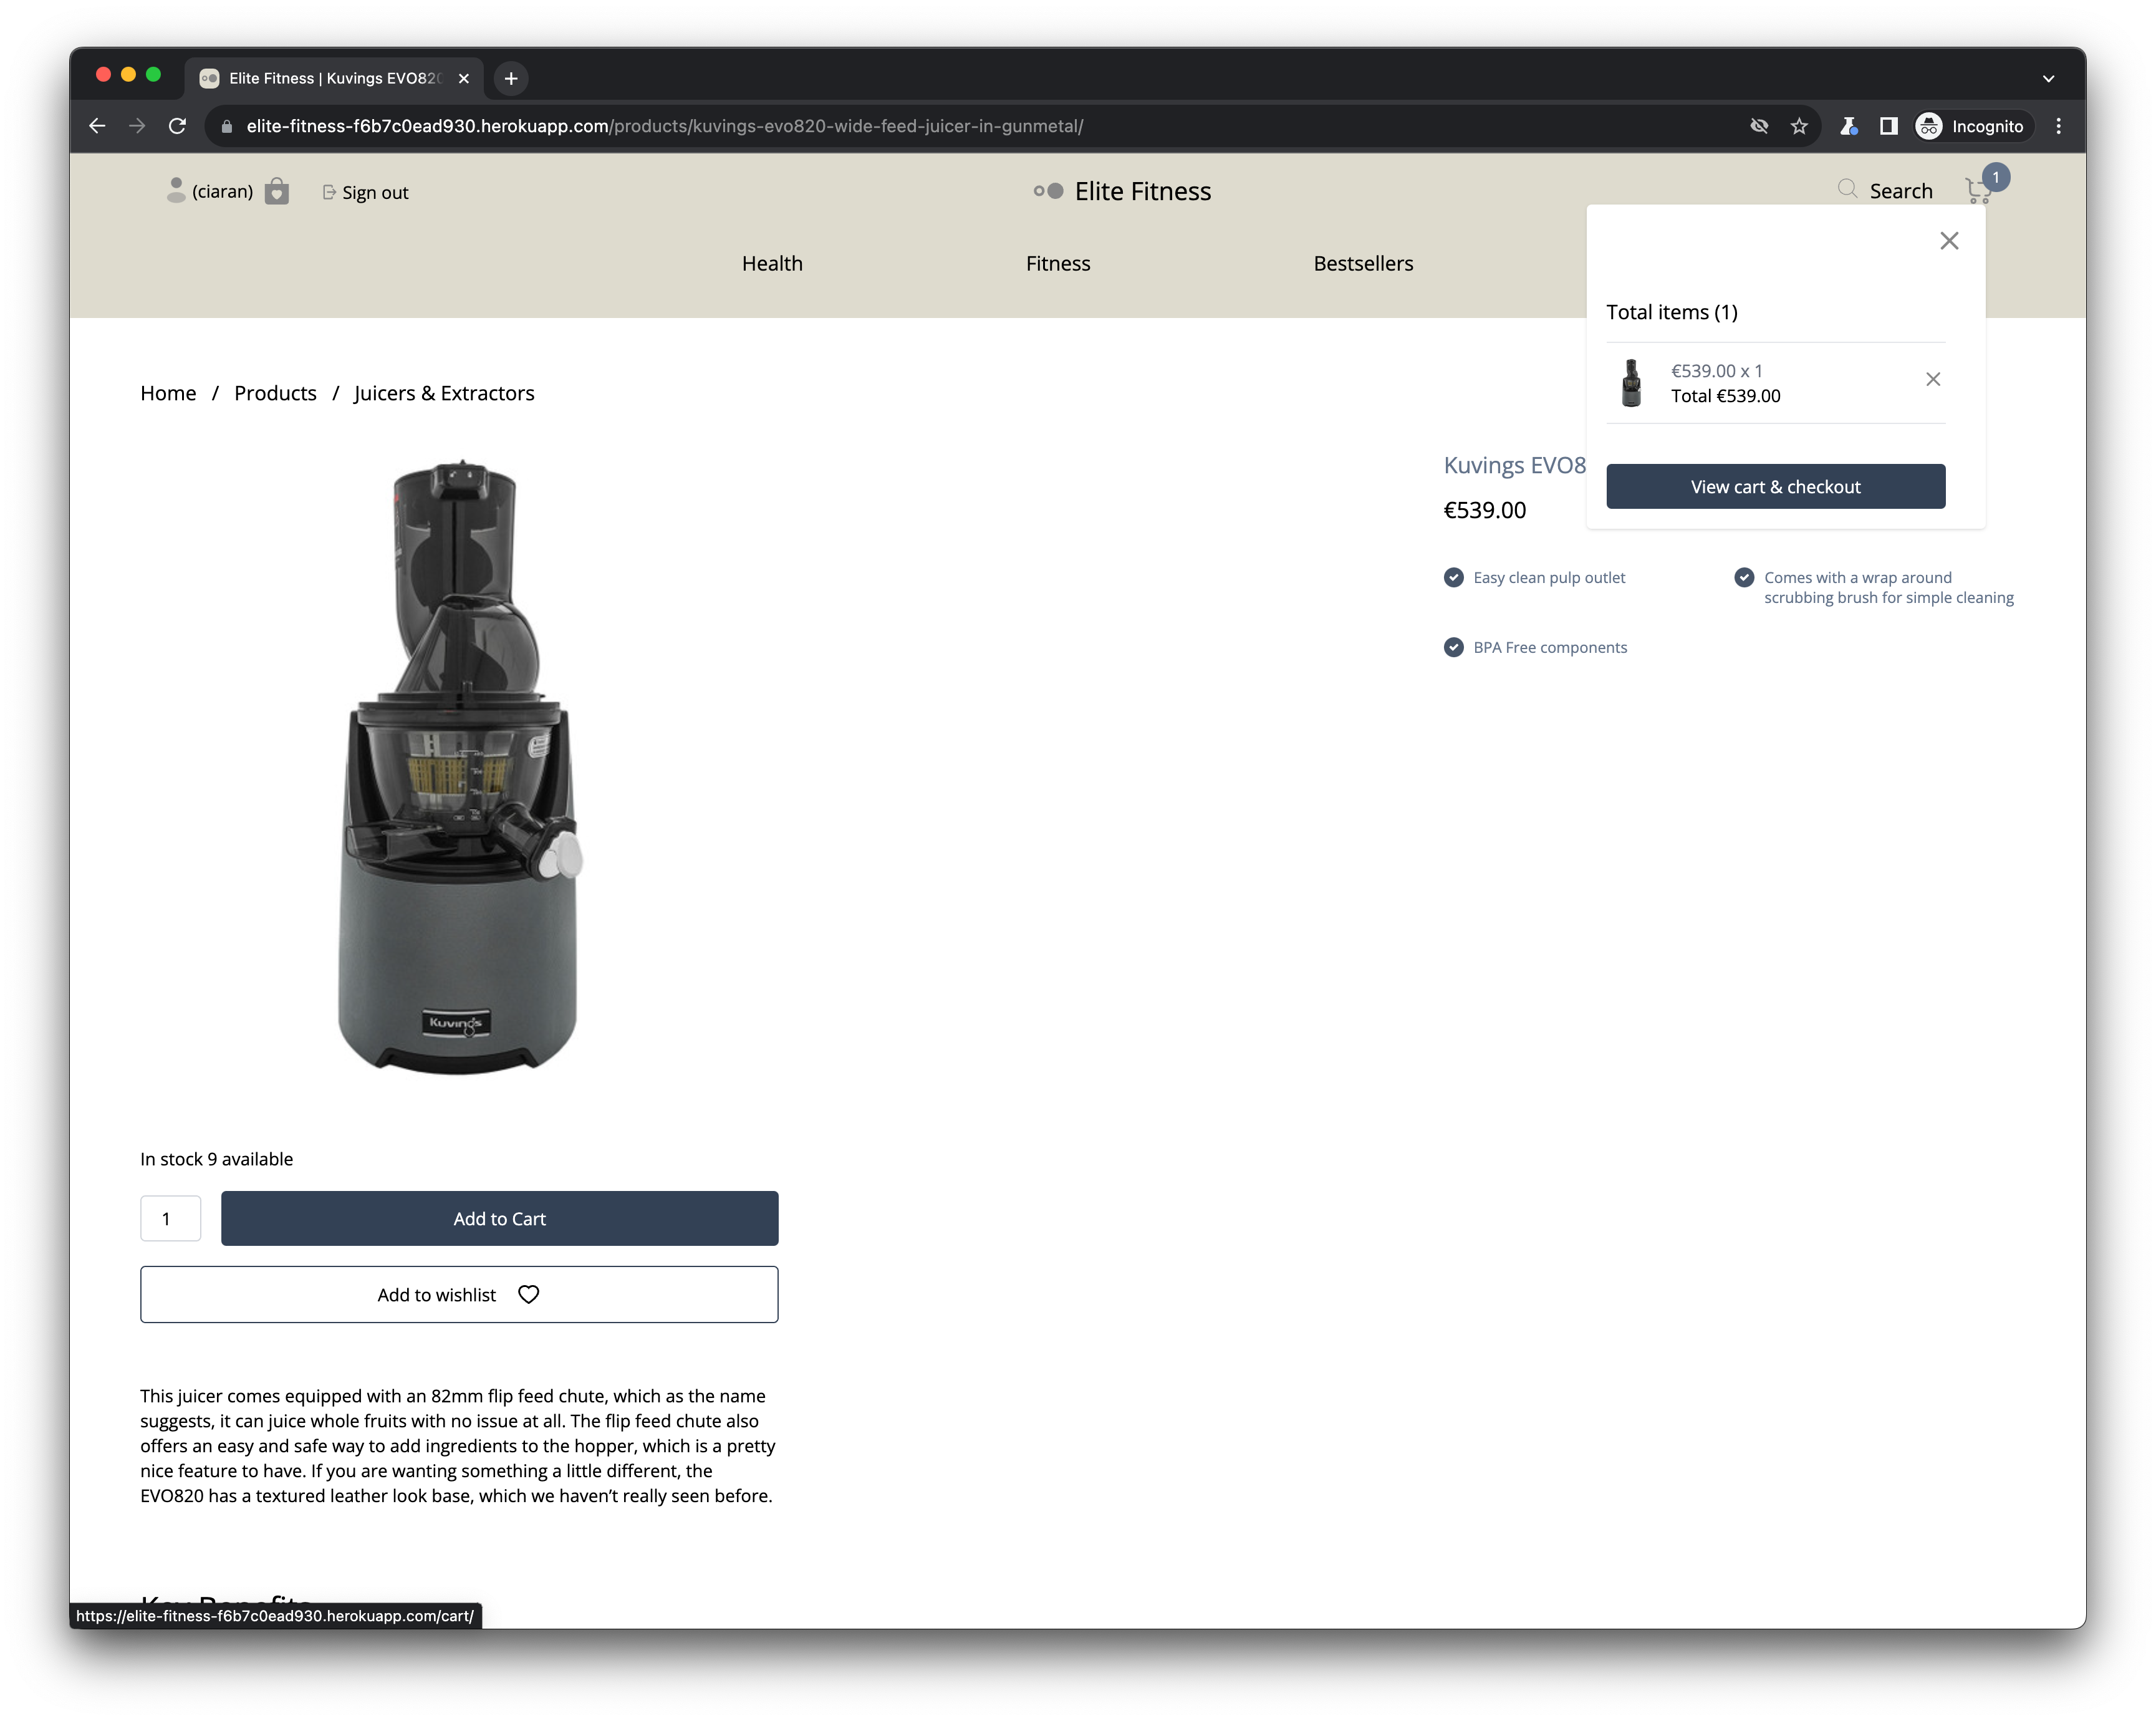 Elite Fitness | Kuvings EVO820
elite-fitness-f6b7c0ead930.herokuapp.com/products/kuvings-evo820-wide-feed-juicer-in-gunmetal/
Incognito
(ciaran)
Sign out
Elite Fitness
Search
1
Health
Fitness
Bestsellers
Total items (1)
€539.00 x 1
Total €539.00
View cart & checkout
Home / Products / Juicers & Extractors
Kuvings EVO8
€539.00
Easy clean pulp outlet
Comes with a wrap around
scrubbing brush for simple cleaning
BPA Free components
Kuvings
In stock 9 available
1
Add to Cart
Add to wishlist
This juicer comes equipped with an 82mm flip feed chute, which as the name
suggests, it can juice whole fruits with no issue at all. The flip feed chute also
offers an easy and safe way to add ingredients to the hopper, which is a pretty
nice feature to have. If you are wanting something a little different, the
EVO820 has a textured leather look base, which we haven’t really seen before.
Key Benefits
https://elite-fitness-f6b7c0ead930.herokuapp.com/cart/